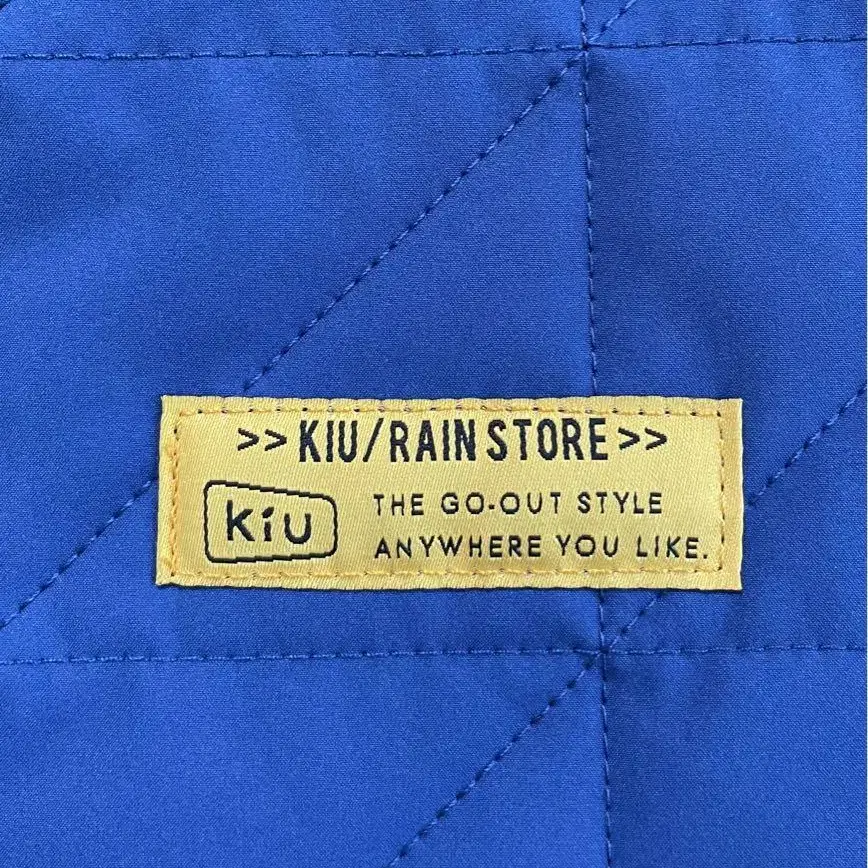 >> KIU/RAIN STORE >>
kiu
THE GO-OUT STYLE
ANYWHERE YOU LIKE.